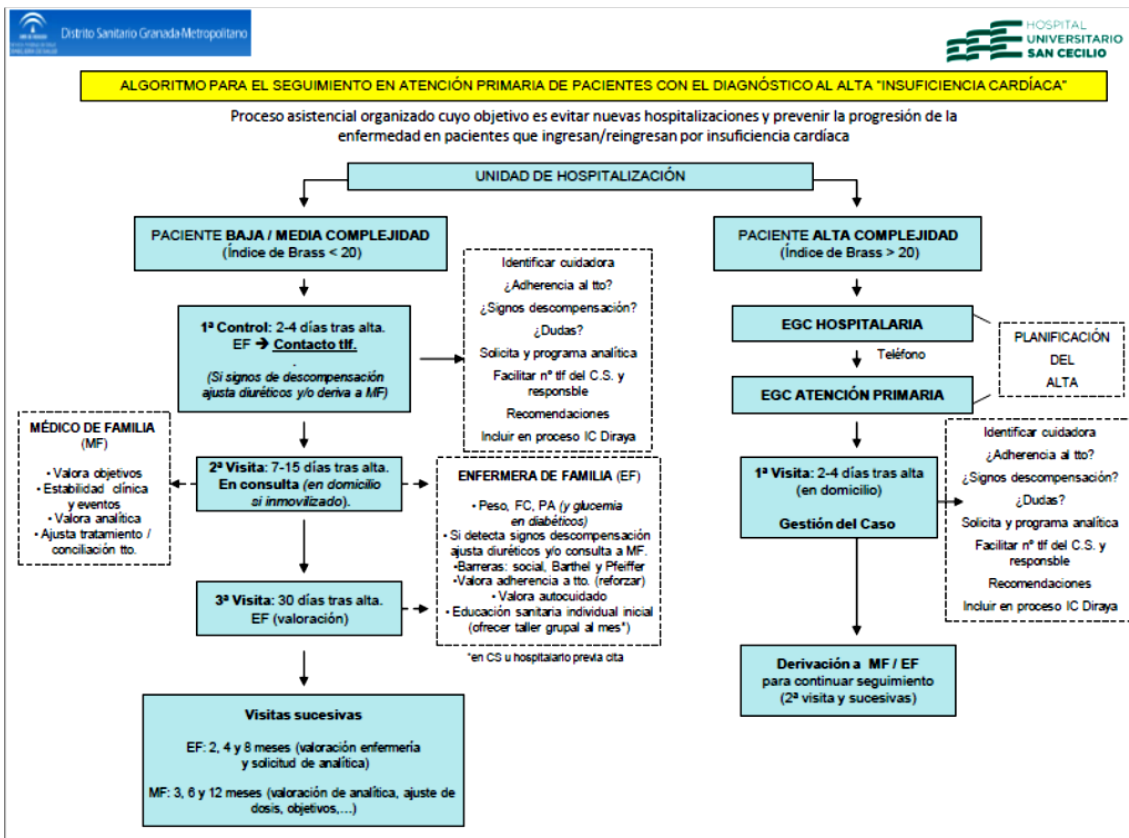 Distrito Sanitario Granada-Metropolitano
HOSPITAL
UNIVERSITARIO
SAN CECILIO
ALGORITMO PARA EL SEGUIMIENTO EN ATENCIÓN PRIMARIA DE PACIENTES CON EL DIAGNÓSTICO AL ALTA "INSUFICIENCIA CARDÍACA"
Proceso asistencial organizado cuyo objetivo es evitar nuevas hospitalizaciones y prevenir la progresión de la
enfermedad en pacientes que ingresan/reingresan por insuficiencia cardíaca
UNIDAD DE HOSPITALIZACIÓN
PACIENTE BAJA / MEDIA COMPLEJIDAD
(Índice de Brass < 20)
1ª Control: 2-4 días tras alta.
EF ➔ Contacto tlf.
.
(Si signos de descompensación
ajusta diuréticos y/o deriva a MF)
Identificar cuidadora
¿Adherencia al tto?
¿Signos descompensación?
¿Dudas?
Solicita y programa analítica
Facilitar nº tlf del C.S. y
responsble
Recomendaciones
Incluir en proceso IC Diraya
MÉDICO DE FAMILIA
(MF)
• Valora objetivos
• Estabilidad clínica
y eventos
• Valora analítica
• Ajusta tratamiento /
conciliación tto.
2ª Visita: 7-15 días tras alta.
En consulta (en domicilio
si inmovilizado).
ENFERMERA DE FAMILIA (EF)
• Peso, FC, PA (y glucemia
en diabéticos)
• Si detecta signos descompensación
ajusta diuréticos y/o consulta a MF.
•Barreras: social, Barthel y Pfeiffer
•Valora adherencia a tto. (reforzar)
• Valora autocuidado
• Educación sanitaria individual inicial
(ofrecer taller grupal al mes*)
*en CS u hospitalario previa cita
3ª Visita: 30 días tras alta.
EF (valoración)
Visitas sucesivas
EF: 2, 4 y 8 meses (valoración enfermería
y solicitud de analítica)
MF: 3, 6 y 12 meses (valoración de analítica, ajuste de
dosis, objetivos,...)
PACIENTE ALTA COMPLEJIDAD
(Índice de Brass > 20)
EGC HOSPITALARIA
Teléfono
EGC ATENCIÓN PRIMARIA
PLANIFICACIÓN
DEL
ALTA
1ª Visita: 2-4 días tras alta
(en domicilio)
Gestión del Caso
Identificar cuidadora
¿Adherencia al tto?
¿Signos descompensación?
¿Dudas?
Solicita y programa analítica
Facilitar nº tlf del C.S. y
responsble
Recomendaciones
Incluir en proceso IC Diraya
Derivación a MF / EF
para continuar seguimiento
(2ª visita y sucesivas)